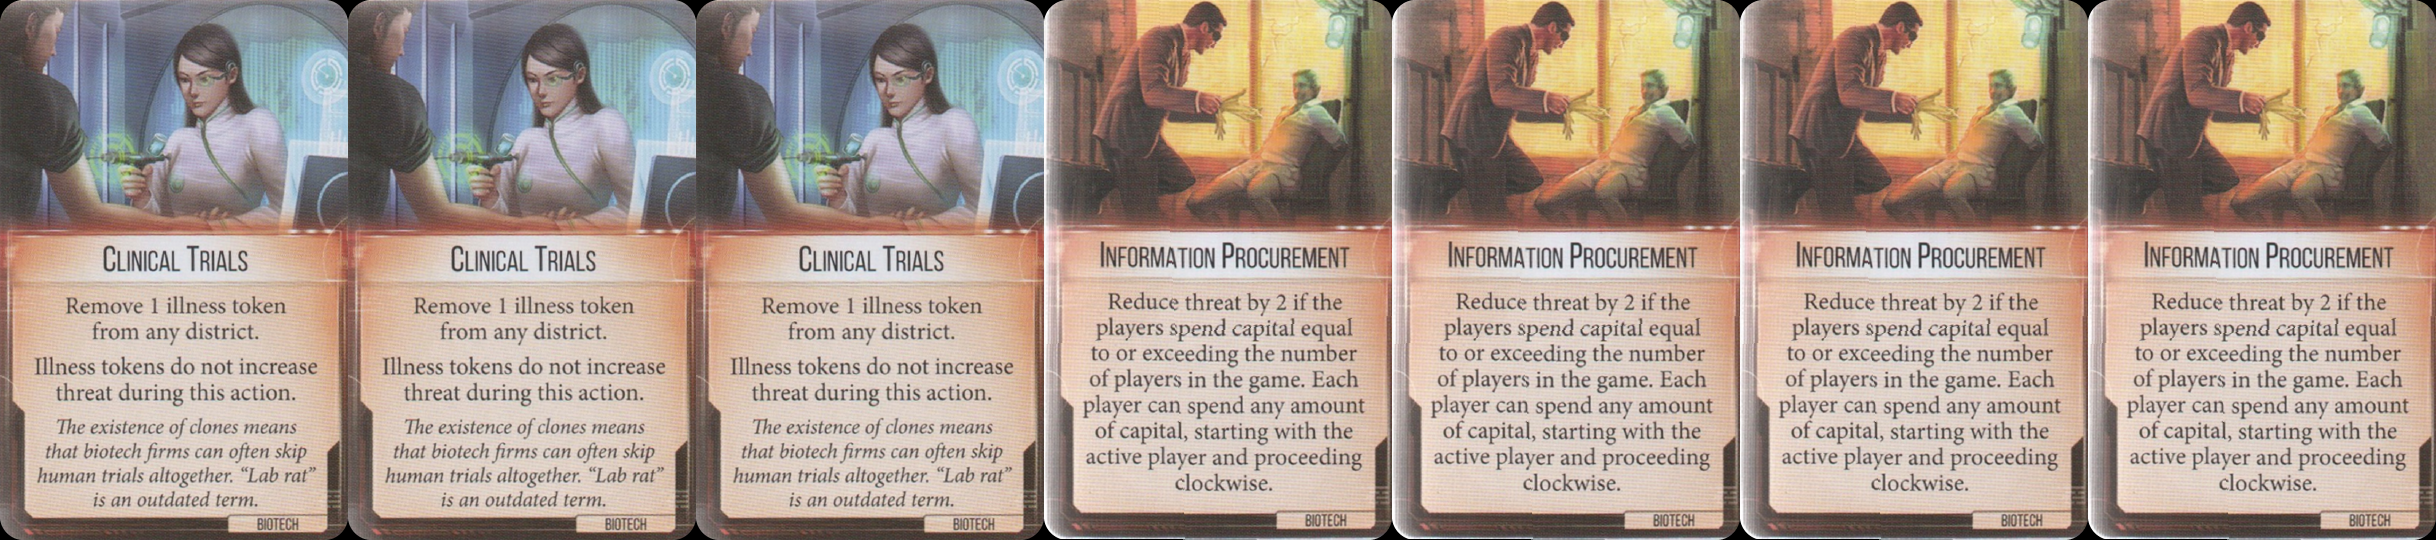 Clinical Trials
Remove 1 illness token
from any district.
Illness tokens do not increase
threat during this action.
The existence of clones means
that biotech firms can often skip
human trials altogether. “Lab rat”
is an outdated term.
BIOTECH
Clinical Trials
Remove 1 illness token
from any district.
Illness tokens do not increase
threat during this action.
The existence of clones means
that biotech firms can often skip
human trials altogether. “Lab rat”
is an outdated term.
BIOTECH
Clinical Trials
Remove 1 illness token
from any district.
Illness tokens do not increase
threat during this action.
The existence of clones means
that biotech firms can often skip
human trials altogether. “Lab rat”
is an outdated term.
BIOTECH
Information Procurement
Reduce threat by 2 if the
players spend capital equal
to or exceeding the number
of players in the game. Each
player can spend any amount
of capital, starting with the
active player and proceeding
clockwise.
BIOTECH
Information Procurement
Reduce threat by 2 if the
players spend capital equal
to or exceeding the number
of players in the game. Each
player can spend any amount
of capital, starting with the
active player and proceeding
clockwise.
BIOTECH
Information Procurement
Reduce threat by 2 if the
players spend capital equal
to or exceeding the number
of players in the game. Each
player can spend any amount
of capital, starting with the
active player and proceeding
clockwise.
BIOTECH
Information Procurement
Reduce threat by 2 if the
players spend capital equal
to or exceeding the number
of players in the game. Each
player can spend any amount
of capital, starting with the
active player and proceeding
clockwise.
BIOTECH